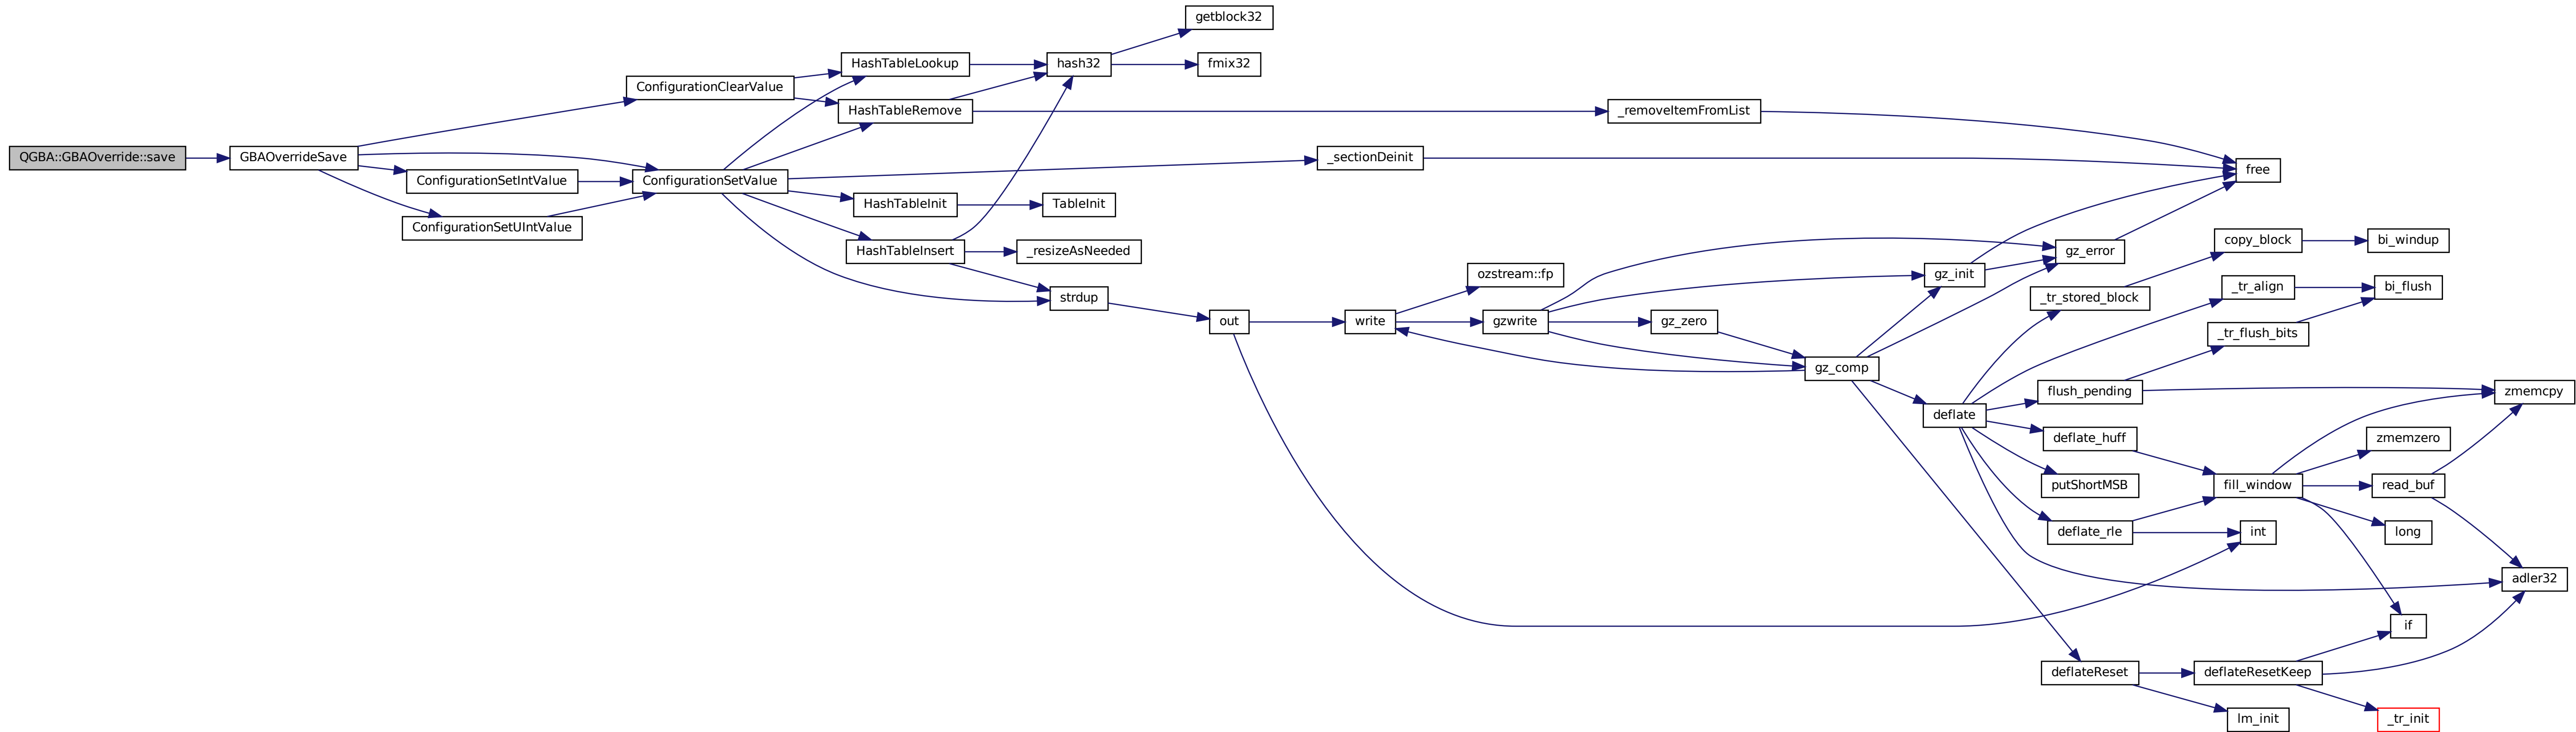 QGBA::GBAOverride::save
GBAOverrideSave
ConfigurationClearValue
ConfigurationSetIntValue
ConfigurationSetUIntValue
ConfigurationSetValue
HashTableLookup
HashTableRemove
HashTableInit
HashTableInsert
hash32
TableInit
_resizeAsNeeded
strdup
getblock32
fmix32
out
_sectionDeinit
write
ozstream::fp
gzwrite
_removeItemFromList
gz_zero
gz_comp
gz_init
deflate
gz_error
_tr_stored_block
flush_pending
deflate_huff
putShortMSB
deflate_rle
deflateReset
free
copy_block
_tr_align
_tr_flush_bits
fill_window
int
deflateResetKeep
lm_init
bi_windup
bi_flush
zmemzero
read_buf
long
if
_tr_init
zmemcpy
adler32